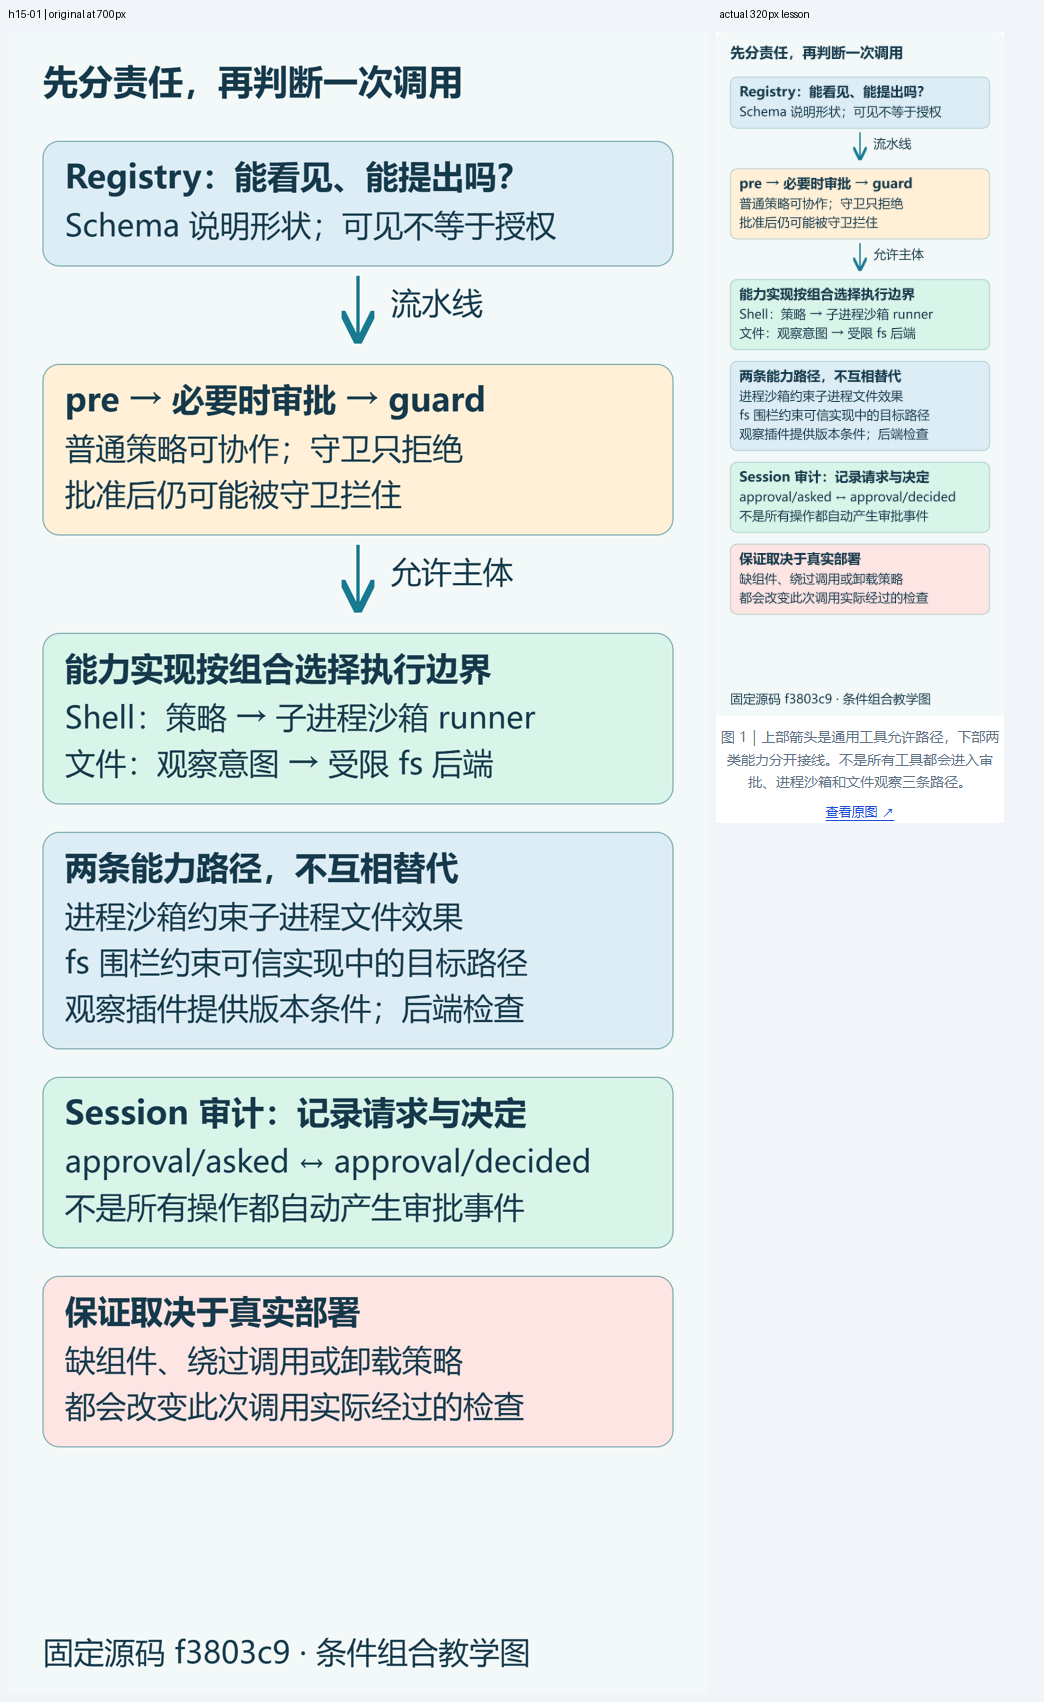 h15-01 | original at 700px
先分责任，再判断一次调用
Registry：能看见、能提出吗？
Schema 说明形状；可见不等于授权
流水线
pre → 必要时审批 → guard
普通策略可协作；守卫只拒绝
批准后仍可能被守卫拦住
允许主体
能力实现按组合选择执行边界
Shell：策略 → 子进程沙箱 runner
文件：观察意图 → 受限 fs 后端
两条能力路径，不互相替代
进程沙箱约束子进程文件效果
fs 围栏约束可信实现中的目标路径
观察插件提供版本条件；后端检查
Session 审计：记录请求与决定
approval/asked ↔ approval/decided
不是所有操作都自动产生审批事件
保证取决于真实部署
缺组件、绕过调用或卸载策略
都会改变此次调用实际经过的检查
固定源码 f3803c9 · 条件组合教学图
actual 320px lesson
先分责任，再判断一次调用
Registry：能看见、能提出吗？
Schema 说明形状；可见不等于授权
流水线
pre → 必要时审批 → guard
普通策略可协作；守卫只拒绝
批准后仍可能被守卫拦住
允许主体
能力实现按组合选择执行边界
Shell：策略 → 子进程沙箱 runner
文件：观察意图 → 受限 fs 后端
两条能力路径，不互相替代
进程沙箱约束子进程文件效果
fs 围栏约束可信实现中的目标路径
观察插件提供版本条件；后端检查
Session 审计：记录请求与决定
approval/asked ↔ approval/decided
不是所有操作都自动产生审批事件
保证取决于真实部署
缺组件、绕过调用或卸载策略
都会改变此次调用实际经过的检查
固定源码 f3803c9 · 条件组合教学图
图 1｜上部箭头是通用工具允许路径，下部两
类能力分开接线。不是所有工具都会进入审
批、进程沙箱和文件观察三条路径。
查看原图 ↗